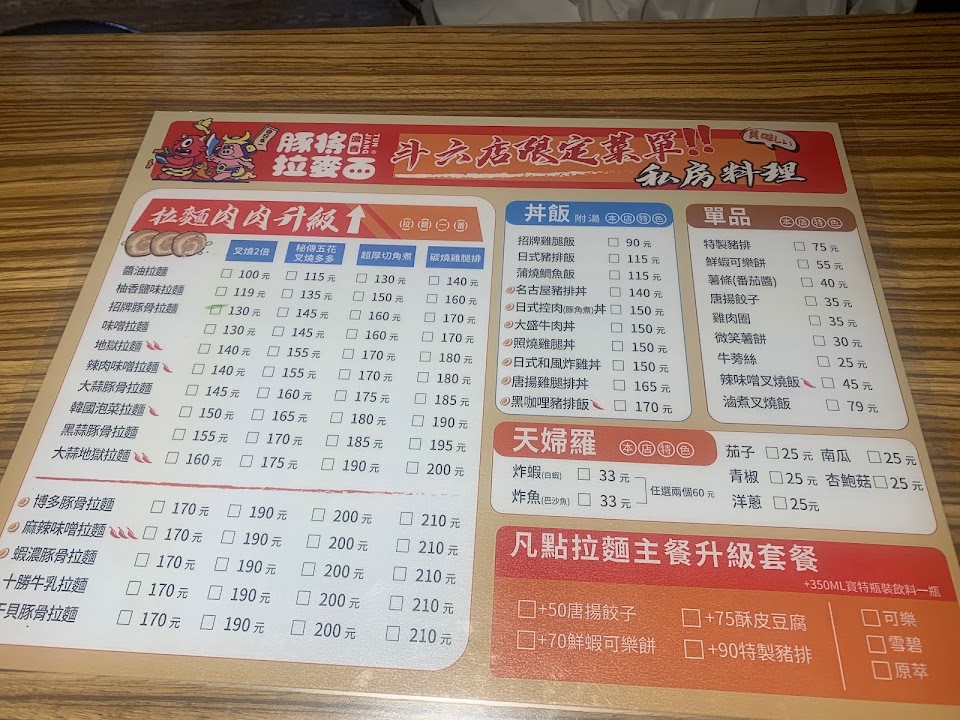 豚將
拉麵
TUN JIANG
斗六店限定菜單!!
美味しい
私房料理
拉麵肉肉升級
拉麵一番
叉燒2倍 秘傳五花叉燒多多 超厚切角煮 碳燒雞腿排
醬油拉麵 □ 100元 □ 115元 □ 130元 □ 140元
柚香鹽味拉麵 □ 119元 □ 135元 □ 150元 □ 160元
招牌豚骨拉麵 □ 130元 □ 145元 □ 160元 □ 170元
味噌拉麵 □ 130元 □ 145元 □ 160元 □ 170元
地獄拉麵 □ 140元 □ 155元 □ 170元 □ 180元
辣肉味噌拉麵 □ 140元 □ 155元 □ 170元 □ 180元
大蒜豚骨拉麵 □ 145元 □ 160元 □ 175元 □ 185元
韓國泡菜拉麵 □ 150元 □ 165元 □ 180元 □ 190元
黑蒜豚骨拉麵 □ 155元 □ 170元 □ 185元 □ 195元
大蒜地獄拉麵 □ 160元 □ 175元 □ 190元 □ 200元
博多豚骨拉麵 □ 170元 □ 190元 □ 200元 □ 210元
麻辣味噌拉麵 □ 170元 □ 190元 □ 200元 □ 210元
蝦濃豚骨拉麵 □ 170元 □ 190元 □ 200元 □ 210元
十勝牛乳拉麵 □ 170元 □ 190元 □ 200元 □ 210元
干貝豚骨拉麵 □ 170元 □ 190元 □ 200元 □ 210元
丼飯 附湯 本店特色
招牌雞腿飯 □ 90元
日式豬排飯 □ 115元
蒲燒鯛魚飯 □ 115元
名古屋豬排丼 □ 140元
日式控肉(豚角煮)丼 □ 150元
大盛牛肉丼 □ 150元
照燒雞腿丼 □ 150元
日式和風炸雞丼 □ 150元
唐揚雞腿排丼 □ 165元
黑咖哩豬排飯 □ 170元
單品 本店特色
特製豬排 □ 75元
鮮蝦可樂餅 □ 55元
薯條(番茄醬) □ 40元
唐揚餃子 □ 35元
雞肉圈 □ 35元
微笑薯餅 □ 30元
牛蒡絲 □ 25元
辣味噌叉燒飯 □ 45元
滷煮叉燒飯 □ 79元
天婦羅 本店特色
炸蝦(白蝦) □ 33元
炸魚(巴沙魚) □ 33元
任選兩個60元
茄子 □25元 南瓜 □25元
青椒 □25元 杏鮑菇□25元
洋蔥 □25元
凡點拉麵主餐升級套餐
+350ML寶特瓶裝飲料一瓶
□+50唐揚餃子 □+75酥皮豆腐 □可樂
□+70鮮蝦可樂餅 □+90特製豬排 □雪碧
□原萃